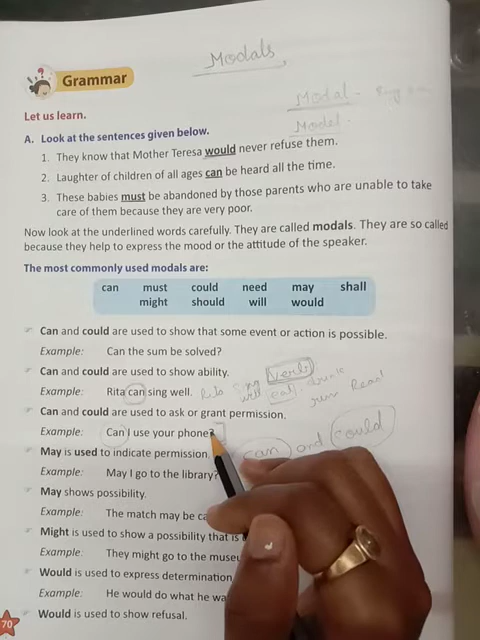 Modals
Grammar
Modal -
Model -
Let us learn.
A. Look at the sentences given below.
1. They know that Mother Teresa would never refuse them.
2. Laughter of children of all ages can be heard all the time.
3. These babies must be abandoned by those parents who are unable to take
care of them because they are very poor.
Now look at the underlined words carefully. They are called modals. They are so called
because they help to express the mood or the attitude of the speaker.
The most commonly used modals are:
can must could need may shall
might should will would
Can and could are used to show that some event or action is possible.
Example: Can the sum be solved?
Can and could are used to show ability.
verb
Example: Rita can sing well. Rita sing well eat - drink
run Read
Can and could are used to ask or grant permission.
Example: Can I use your phone?
can and could
May is used to indicate permission.
Example: May I go to the library?
May shows possibility.
Example: The match may be
Might is used to show a possibility that is
Example: They might go to the
Would is used to express determination
Example: He would do what he
Would is used to show refusal.
70